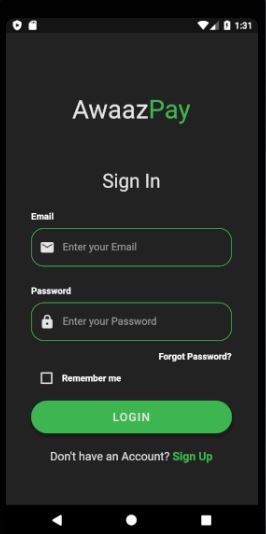 1:31
AwaazPay
Sign In
Email
Enter your Email
Password
Enter your Password
Forgot Password?
Remember me
LOGIN
Don't have an Account? Sign Up